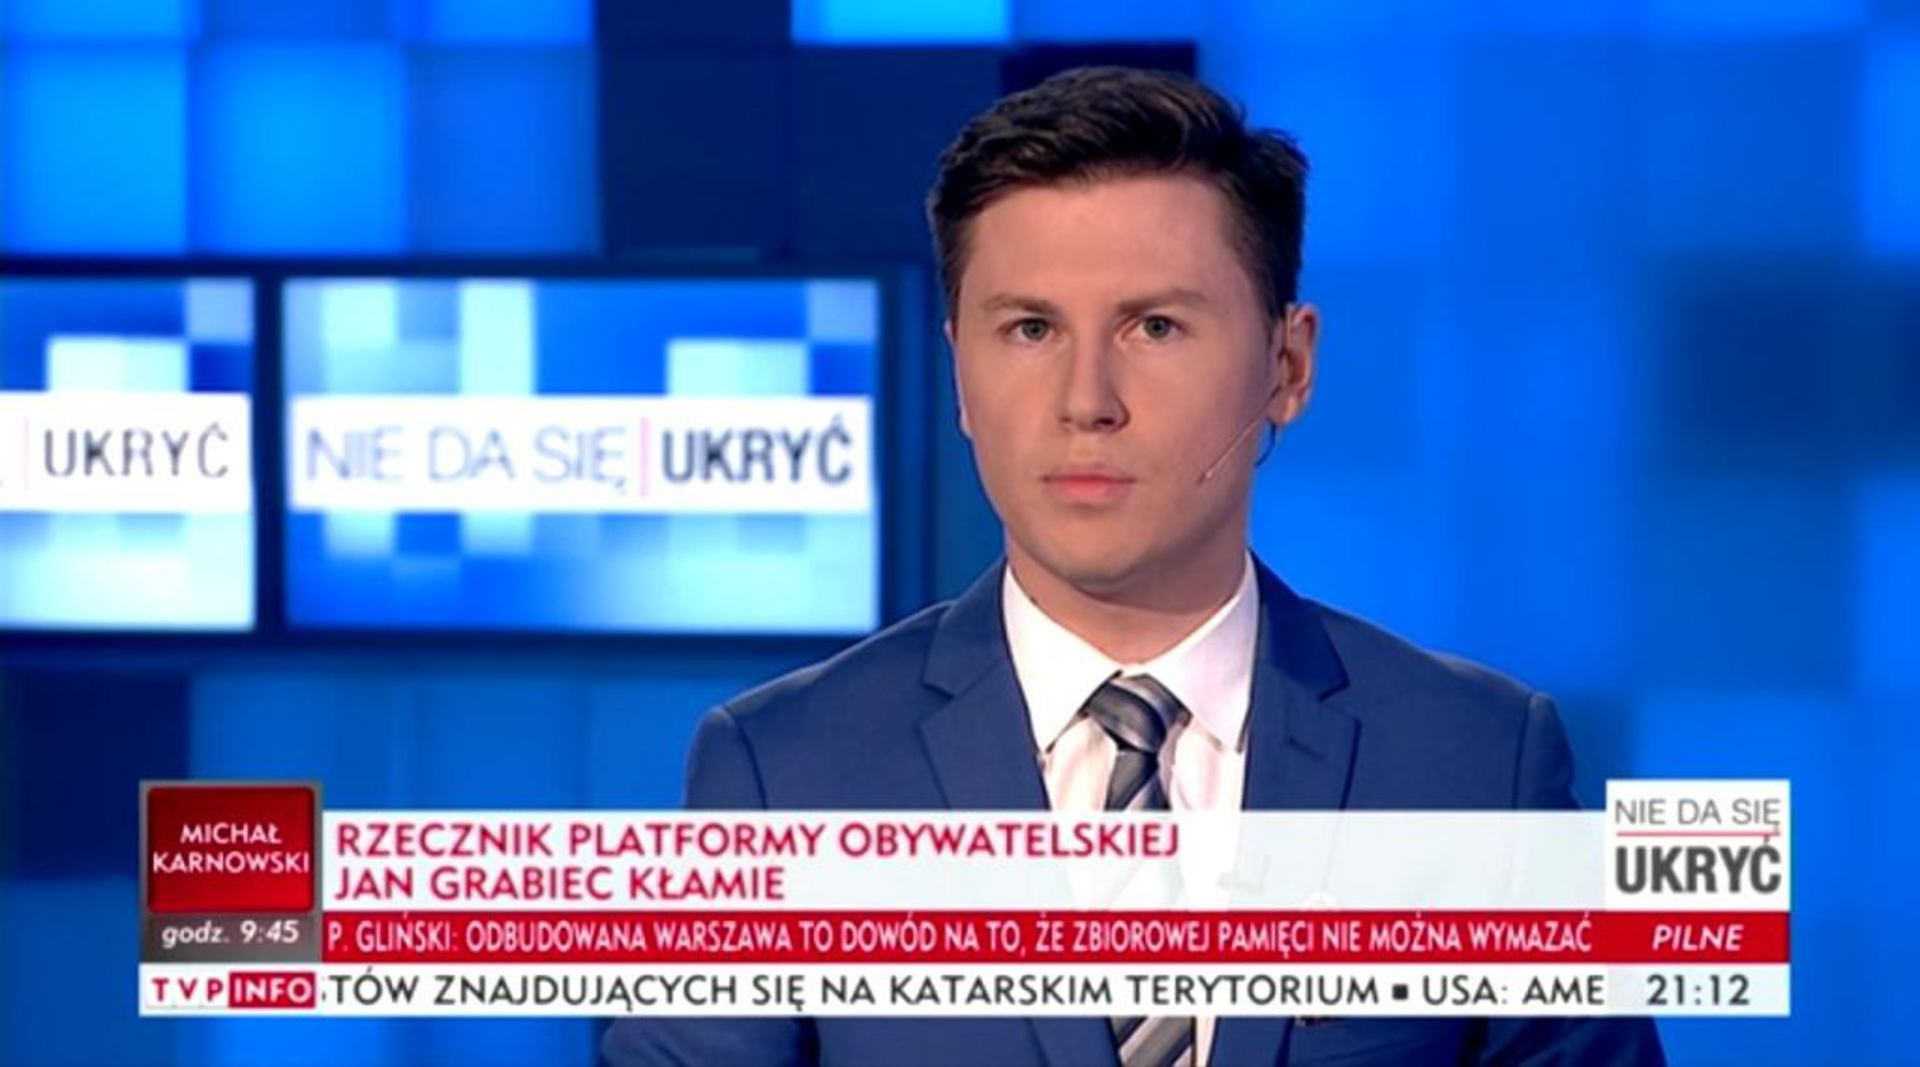 UKRYĆ
NIE DA SIĘ UKRYĆ
MICHAŁ
KARNOWSKI
godz. 9:45
RZECZNIK PLATFORMY OBYWATELSKIEJ
JAN GRABIEC KŁAMIE
NIE DA SIĘ
UKRYĆ
P. GLIŃSKI: ODBUDOWANA WARSZAWA TO DOWÓD NA TO, ŻE ZBIOROWEJ PAMIĘCI NIE MOŻNA WYMAZAĆ
PILNE
TVP INFO
TÓW ZNAJDUJĄCYCH SIĘ NA KATARSKIM TERYTORIUM ▪ USA: AME
21:12